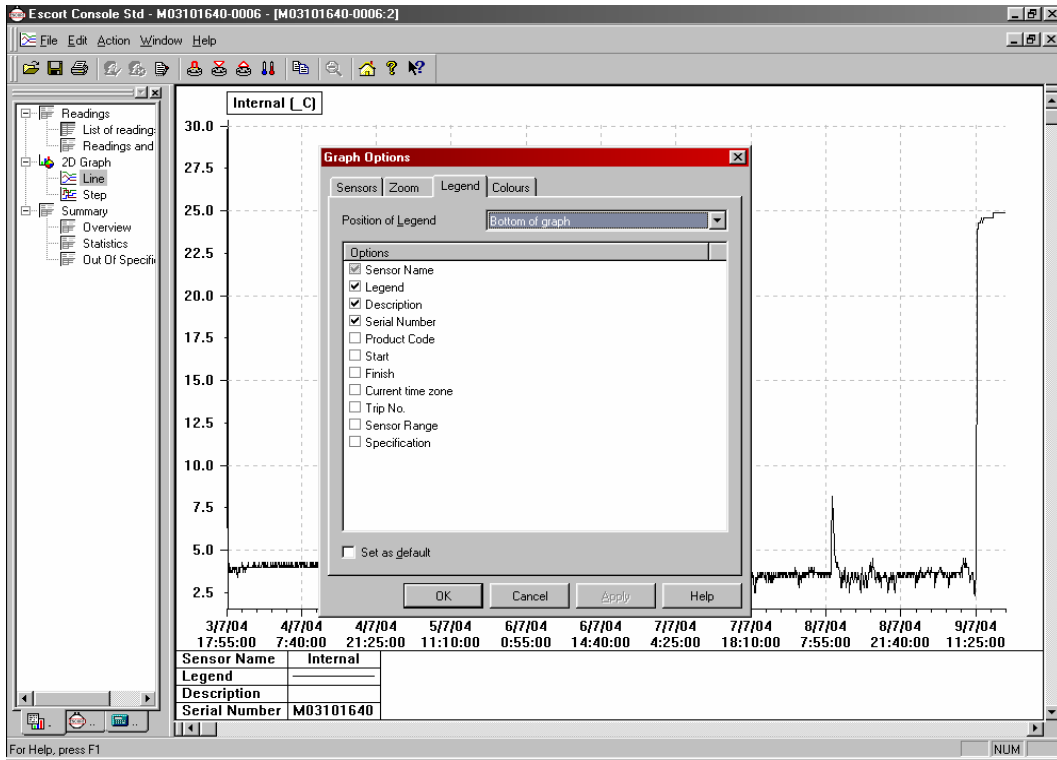 Escort Console Std - M03101640-0006 - [M03101640-0006:2]
File Edit Action Window Help
Readings
List of reading
Readings and
2D Graph
Line
Step
Summary
Overview
Statistics
Out Of Specifi
Internal (_C)
30.0
27.5
25.0
22.5
20.0
17.5
15.0
12.5
10.0
7.5
5.0
2.5
Graph Options
Sensors Zoom Legend Colours
Position of Legend Bottom of graph
Options
Sensor Name
Legend
Description
Serial Number
Product Code
Start
Finish
Current time zone
Trip No.
Sensor Range
Specification
Set as default
OK Cancel Apply Help
3/7/04 4/7/04 4/7/04 5/7/04 6/7/04 6/7/04 7/7/04 7/7/04 8/7/04 8/7/04 9/7/04
17:55:00 7:40:00 21:25:00 11:10:00 0:55:00 14:40:00 4:25:00 18:10:00 7:55:00 21:40:00 11:25:00
Sensor Name Internal
Legend
Description
Serial Number M03101640
For Help, press F1
NUM